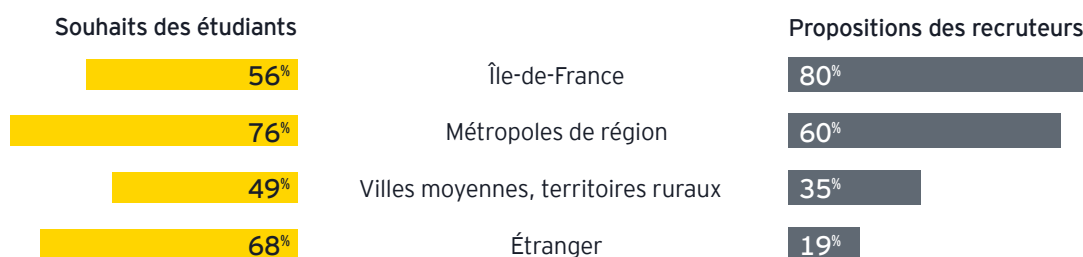 Souhaits des étudiants Propositions des recruteurs
56% Île-de-France 80%
76% Métropoles de région 60%
49% Villes moyennes, territoires ruraux 35%
68% Étranger 19%